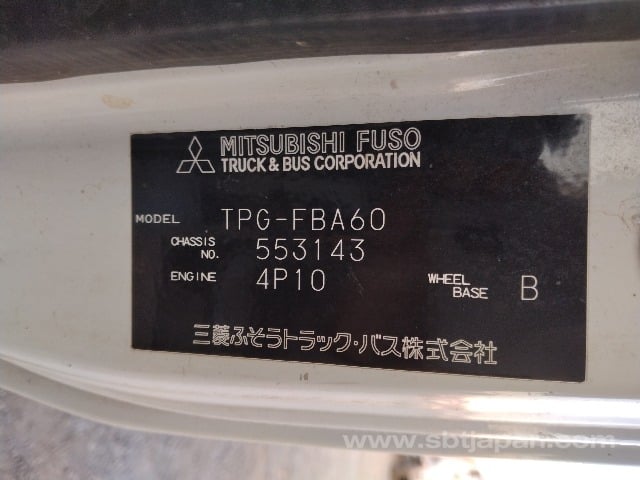 MITSUBISHI FUSO
TRUCK & BUS CORPORATION
MODEL TPG-FBA60
CHASSIS NO. 553143
ENGINE 4P10 WHEEL BASE B
三菱ふそうトラック・バス株式会社
www.sbtjapan.com